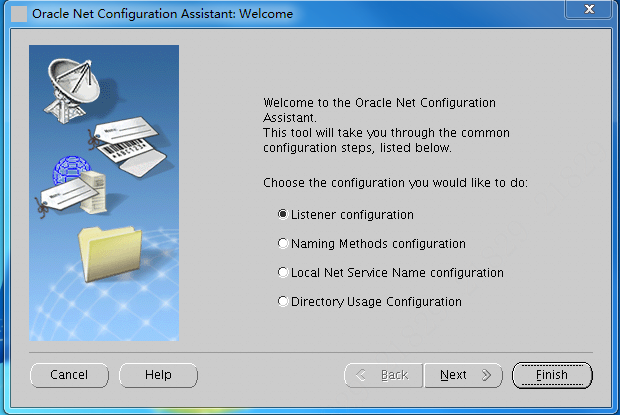 Oracle Net Configuration Assistant: Welcome
X
Welcome to the Oracle Net Configuration
Assistant.
This tool will take you through the common
configuration steps, listed below.
Choose the configuration you would like to do:
Listener configuration
Naming Methods configuration
Local Net Service Name configuration
Directory Usage Configuration
Cancel
Help
Back
Next
Finish